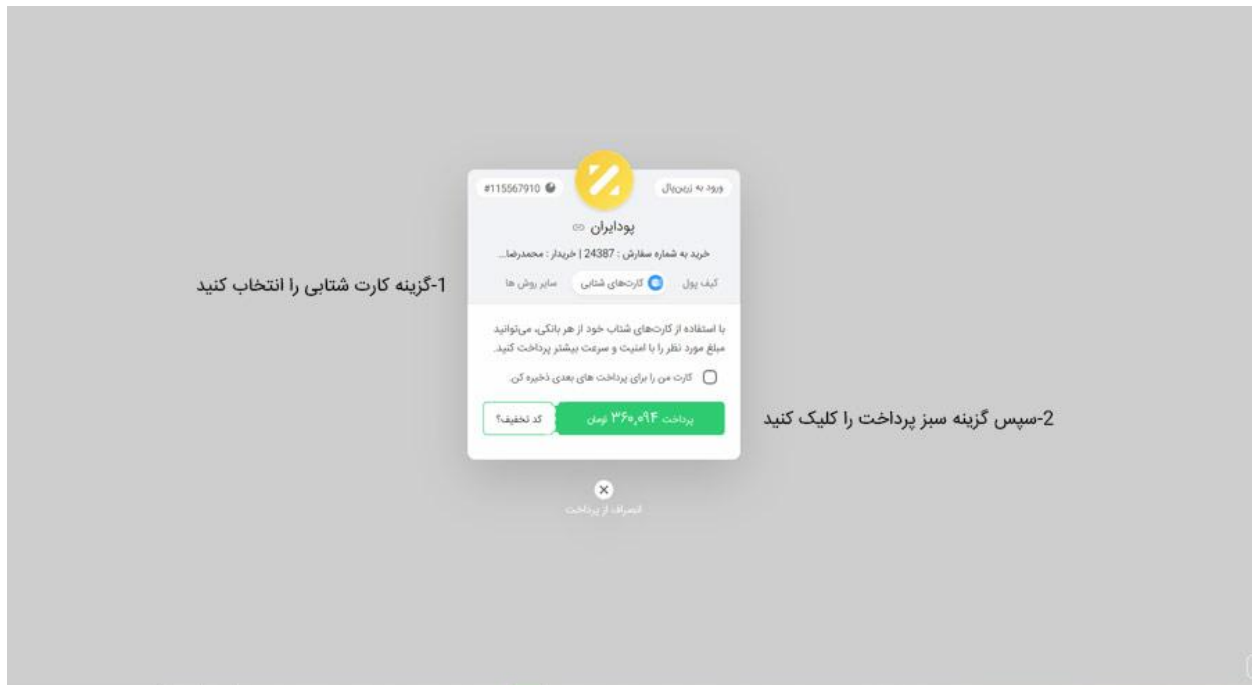 ورود به زرین‌پال
#115567910
پودایران
خرید به شماره سفارش : 24387 | خریدار : محمدرضا...
کیف پول
کارت‌های شتابی
سایر روش ها
1-گزینه کارت شتابی را انتخاب کنید
با استفاده از کارت‌های شتاب خود از هر بانکی، می‌توانید
مبلغ مورد نظر را با امنیت و سرعت بیشتر پرداخت کنید.
کارت من را برای پرداخت های بعدی ذخیره کن.
پرداخت ۳۶۰,۰۹۴ تومان
کد تخفیف؟
2-سپس گزینه سبز پرداخت را کلیک کنید
انصراف از پرداخت